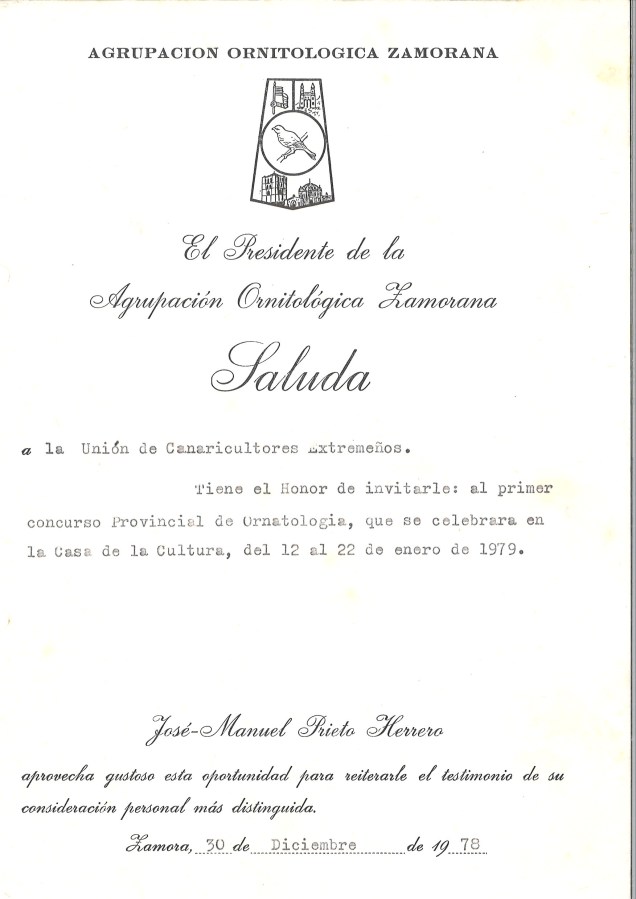 AGRUPACION ORNITOLOGICA ZAMORANA
El Presidente de la
Agrupación Ornitológica Zamorana
Saluda
a la Unión de Canaricultores Extremeños.
Tiene el Honor de invitarle: al primer
concurso Provincial de Ornatologia, que se celebrara en
la Casa de la Cultura, del 12 al 22 de enero de 1979.
José-Manuel Prieto Herrero
aprovecha gustoso esta oportunidad para reiterarle el testimonio de su
consideración personal más distinguida.
Zamora, 30 de Diciembre de 19 78